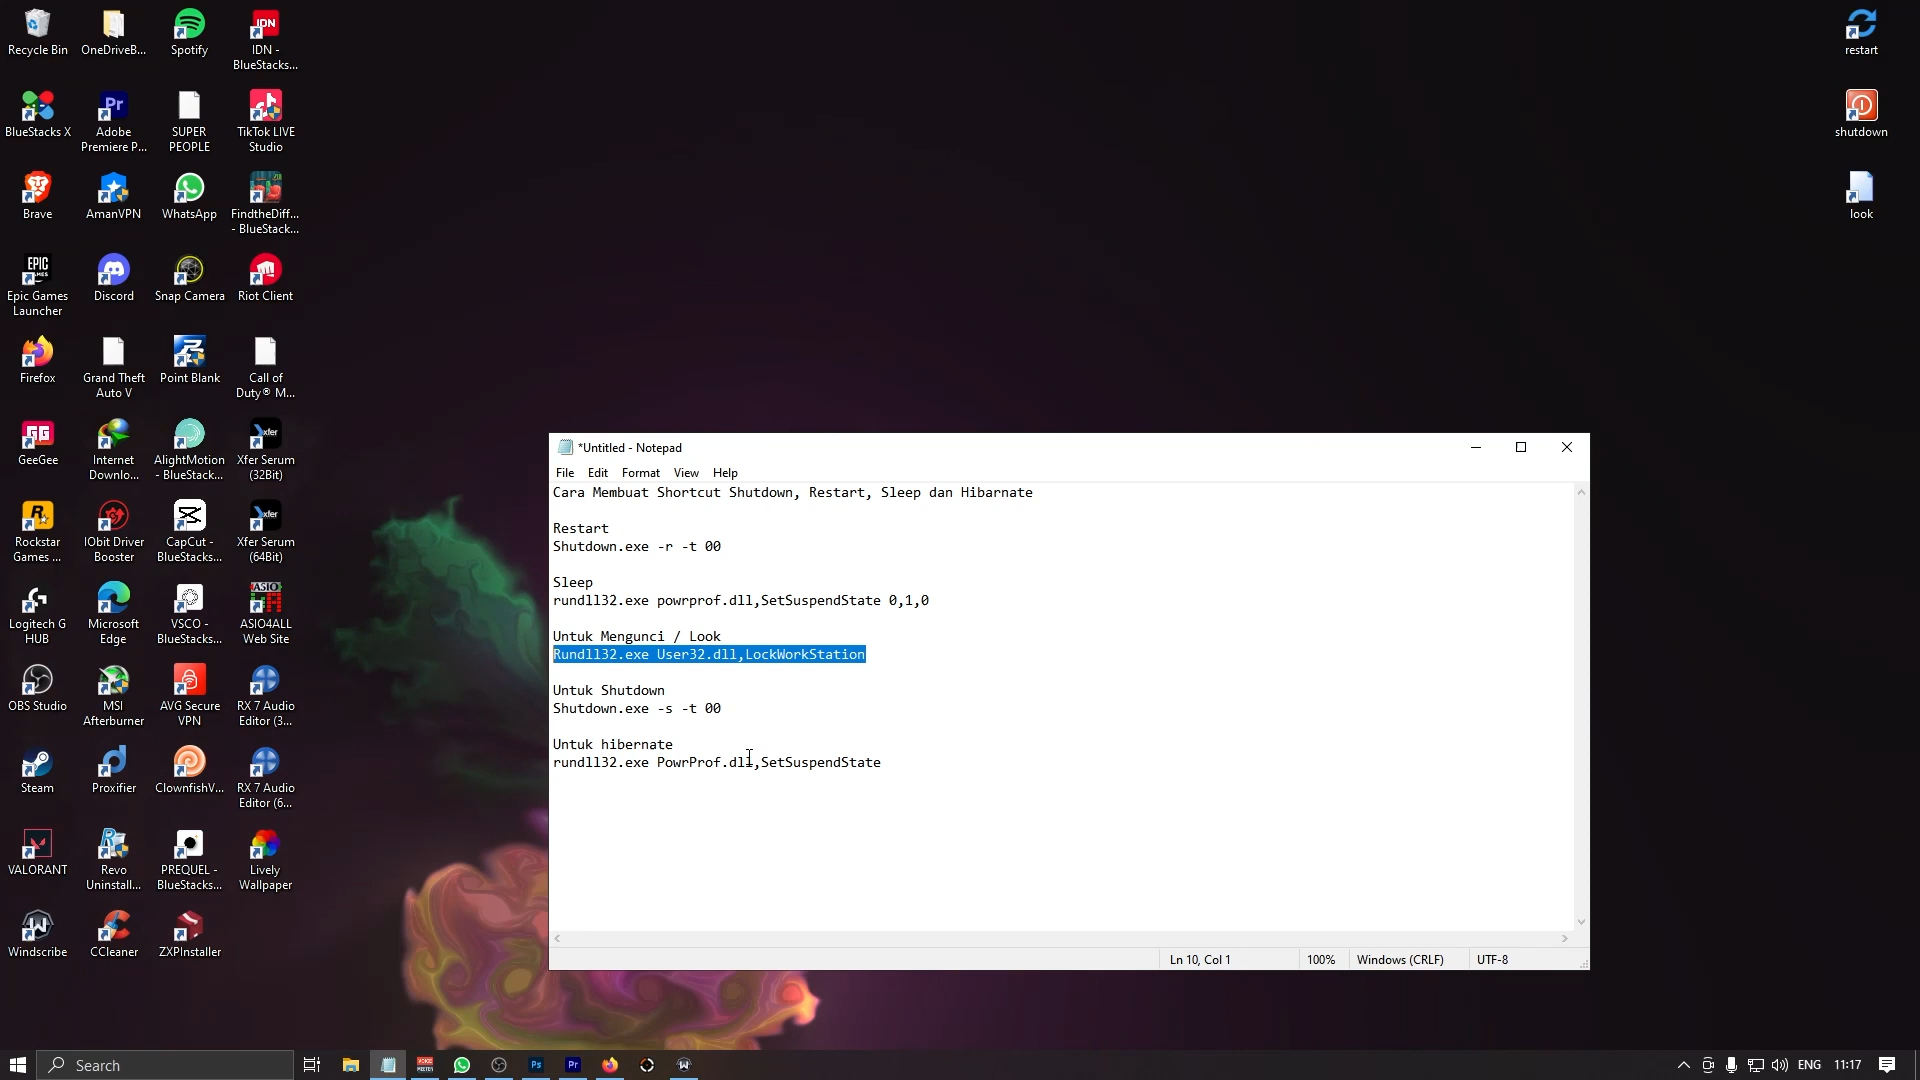 Recycle Bin
OneDriveB...
Spotify
IDN -
BlueStacks...
BlueStacks X
Adobe
Premiere P...
SUPER
PEOPLE
TikTok LIVE
Studio
Brave
AmanVPN
WhatsApp
FindtheDiff...
- BlueStack...
Epic Games
Launcher
Discord
Snap Camera
Riot Client
Firefox
Grand Theft
Auto V
Point Blank
Call of
Duty® M...
GeeGee
Internet
Downlo...
AlightMotion
- BlueStack...
Xfer Serum
(32Bit)
Rockstar
Games ...
IObit Driver
Booster
CapCut -
BlueStacks...
Xfer Serum
(64Bit)
Logitech G
HUB
Microsoft
Edge
VSCO -
BlueStacks...
ASIO4ALL
Web Site
OBS Studio
MSI
Afterburner
AVG Secure
VPN
RX 7 Audio
Editor (3...
Steam
Proxifier
ClownfishV...
RX 7 Audio
Editor (6...
VALORANT
Revo
Uninstall...
PREQUEL -
BlueStacks...
Lively
Wallpaper
Windscribe
CCleaner
ZXPInstaller
restart
shutdown
look
*Untitled - Notepad
File Edit Format View Help
Cara Membuat Shortcut Shutdown, Restart, Sleep dan Hibarnate
Restart
Shutdown.exe -r -t 00
Sleep
rundll32.exe powrprof.dll,SetSuspendState 0,1,0
Untuk Mengunci / Look
Rundll32.exe User32.dll,LockWorkStation
Untuk Shutdown
Shutdown.exe -s -t 00
Untuk hibernate
rundll32.exe PowrProf.dll,SetSuspendState
Ln 10, Col 1 100% Windows (CRLF) UTF-8
Search
ENG 11:17